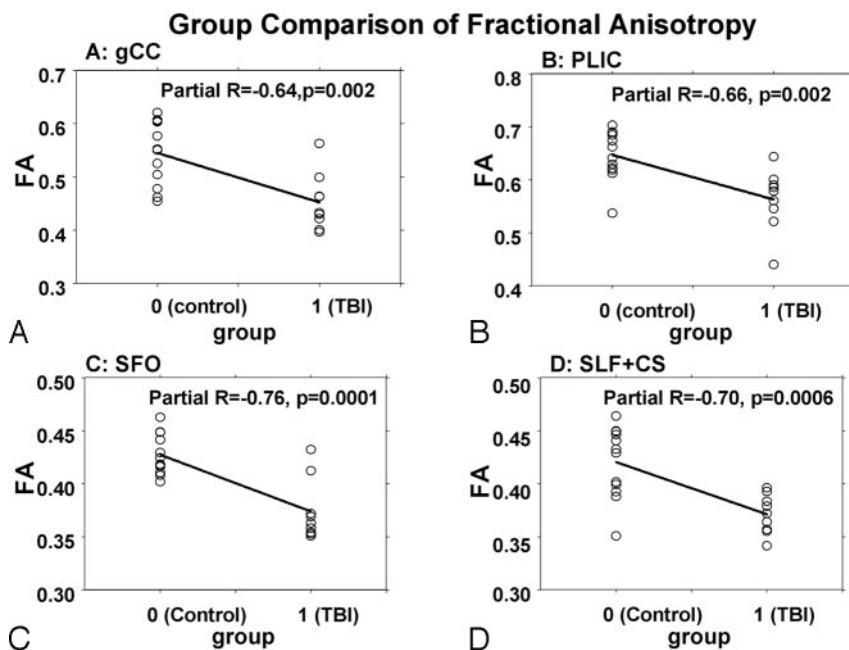 Group Comparison of Fractional Anisotropy
A: gCC
Partial R=-0.64,p=0.002
0.7
0.6
0.5
0.4
0.3
FA
0 (control)
1 (TBI)
group
A
B: PLIC
Partial R=-0.66, p=0.002
0.8
0.7
0.6
0.5
0.4
FA
0 (control)
1 (TBI)
group
B
C: SFO
Partial R=-0.76, p=0.0001
0.50
0.45
0.40
0.35
0.30
FA
0 (Control)
1 (TBI)
group
C
D: SLF+CS
Partial R=-0.70, p=0.0006
0.50
0.45
0.40
0.35
0.30
FA
0 (Control)
1 (TBI)
group
D